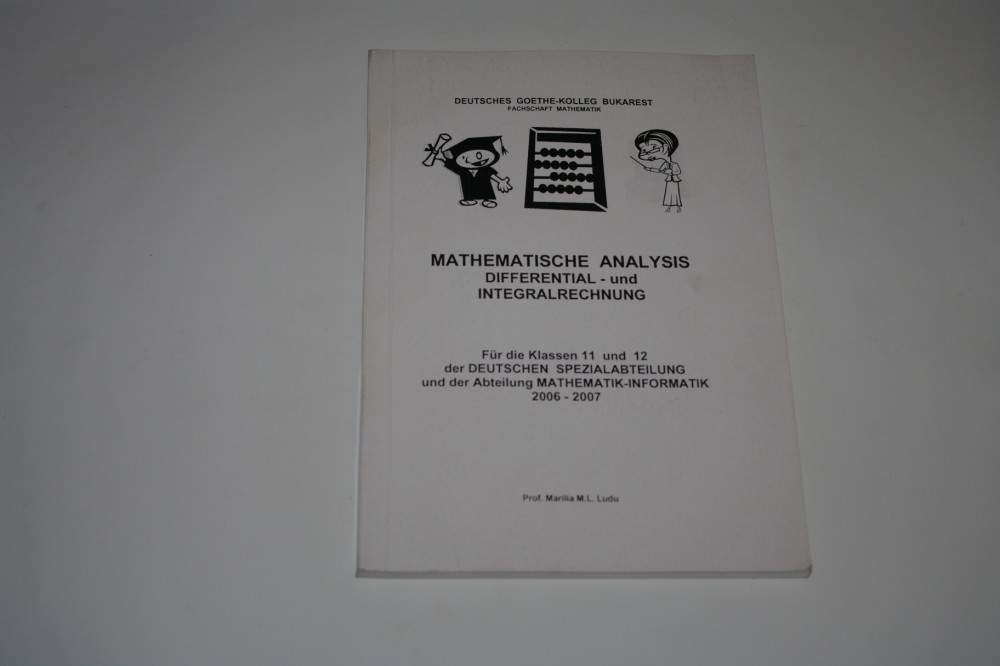 DEUTSCHES GOETHE-KOLLEG BUKAREST
FACHSCHAFT MATHEMATIK
MATHEMATISCHE ANALYSIS
DIFFERENTIAL - und
INTEGRALRECHNUNG
Für die Klassen 11 und 12
der DEUTSCHEN SPEZIALABTEILUNG
und der Abteilung MATHEMATIK-INFORMATIK
2006 - 2007
Prof. Marilia M.L. Ludu